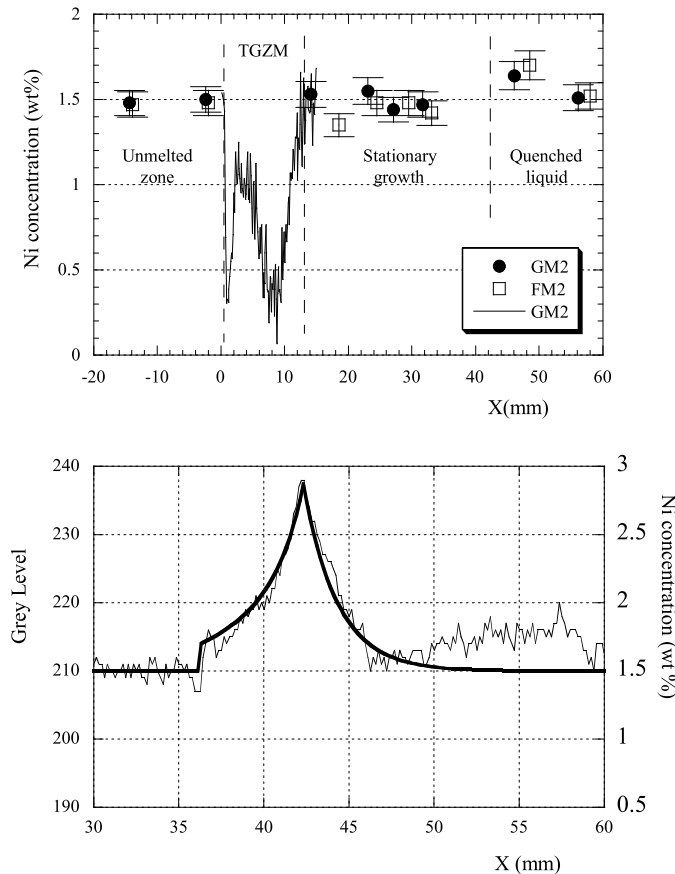 2
TGZM
1.5
Unmelted
zone
Stationary
growth
Quenched
liquid
1
0.5
0
GM2
FM2
GM2
Ni concentration (wt%)
-20 -10 0 10 20 30 40 50 60
X(mm)
240 3
230 2.5
220 2
210 1.5
200 1
190 0.5
Grey Level
Ni concentration (wt %)
30 35 40 45 50 55 60
X (mm)